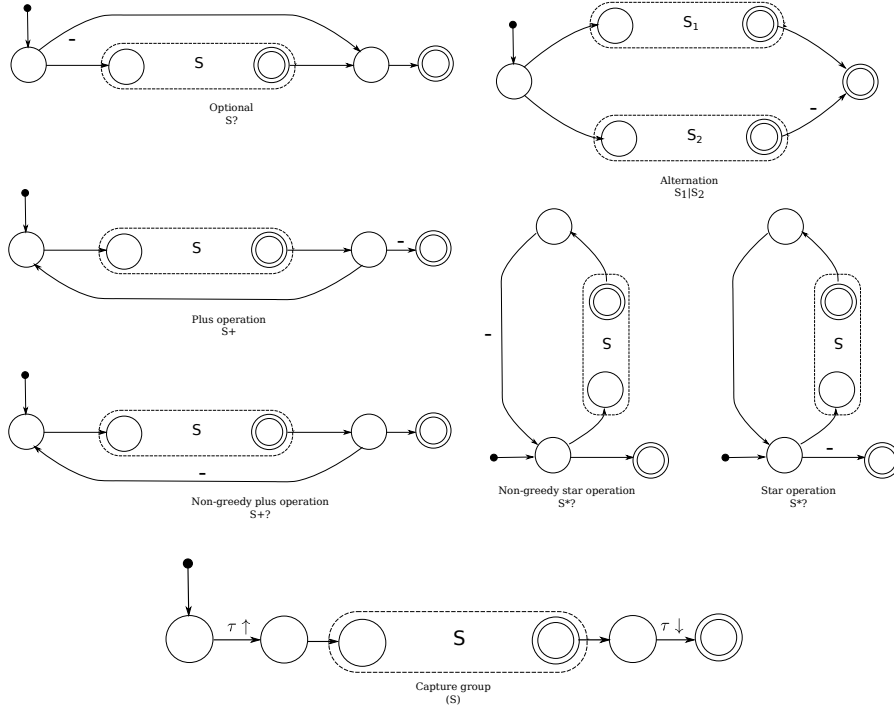 -
S
Optional
S?
S₁
-
S₂
Alternation
S₁|S₂
S
-
Plus operation
S+
S
-
Non-greedy plus operation
S+?
-
S
Non-greedy star operation
S*?
S
-
Star operation
S*?
τ ↑
S
τ ↓
Capture group
(S)